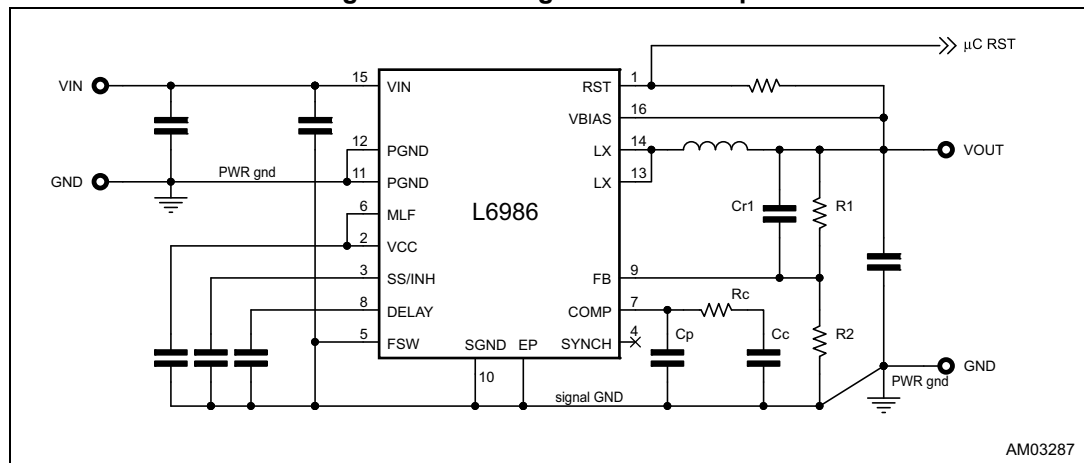 μC RST
VIN
15
VIN
RST
1
VBIAS
16
12
PGND
LX
14
VOUT
GND
PWR gnd
11
PGND
LX
13
6
MLF
L6986
Cr1
R1
2
VCC
3
SS/INH
FB
9
8
DELAY
COMP
7
Rc
5
FSW
SGND
EP
SYNCH
4
Cp
Cc
R2
10
GND
PWR gnd
signal GND
AM03287